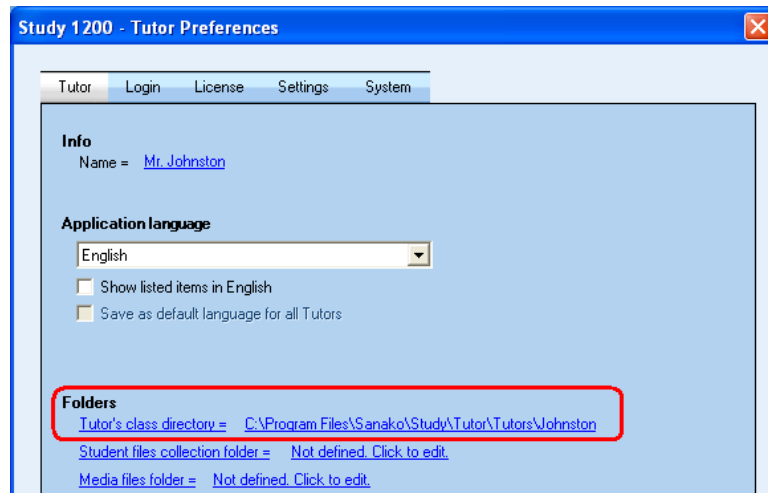 Study 1200 - Tutor Preferences
Tutor Login License Settings System
Info
Name = Mr. Johnston
Application language
English
Show listed items in English
Save as default language for all Tutors
Folders
Tutor's class directory = C:\Program Files\Sanako\Study\Tutor\Tutors\Johnston
Student files collection folder = Not defined. Click to edit.
Media files folder = Not defined. Click to edit.